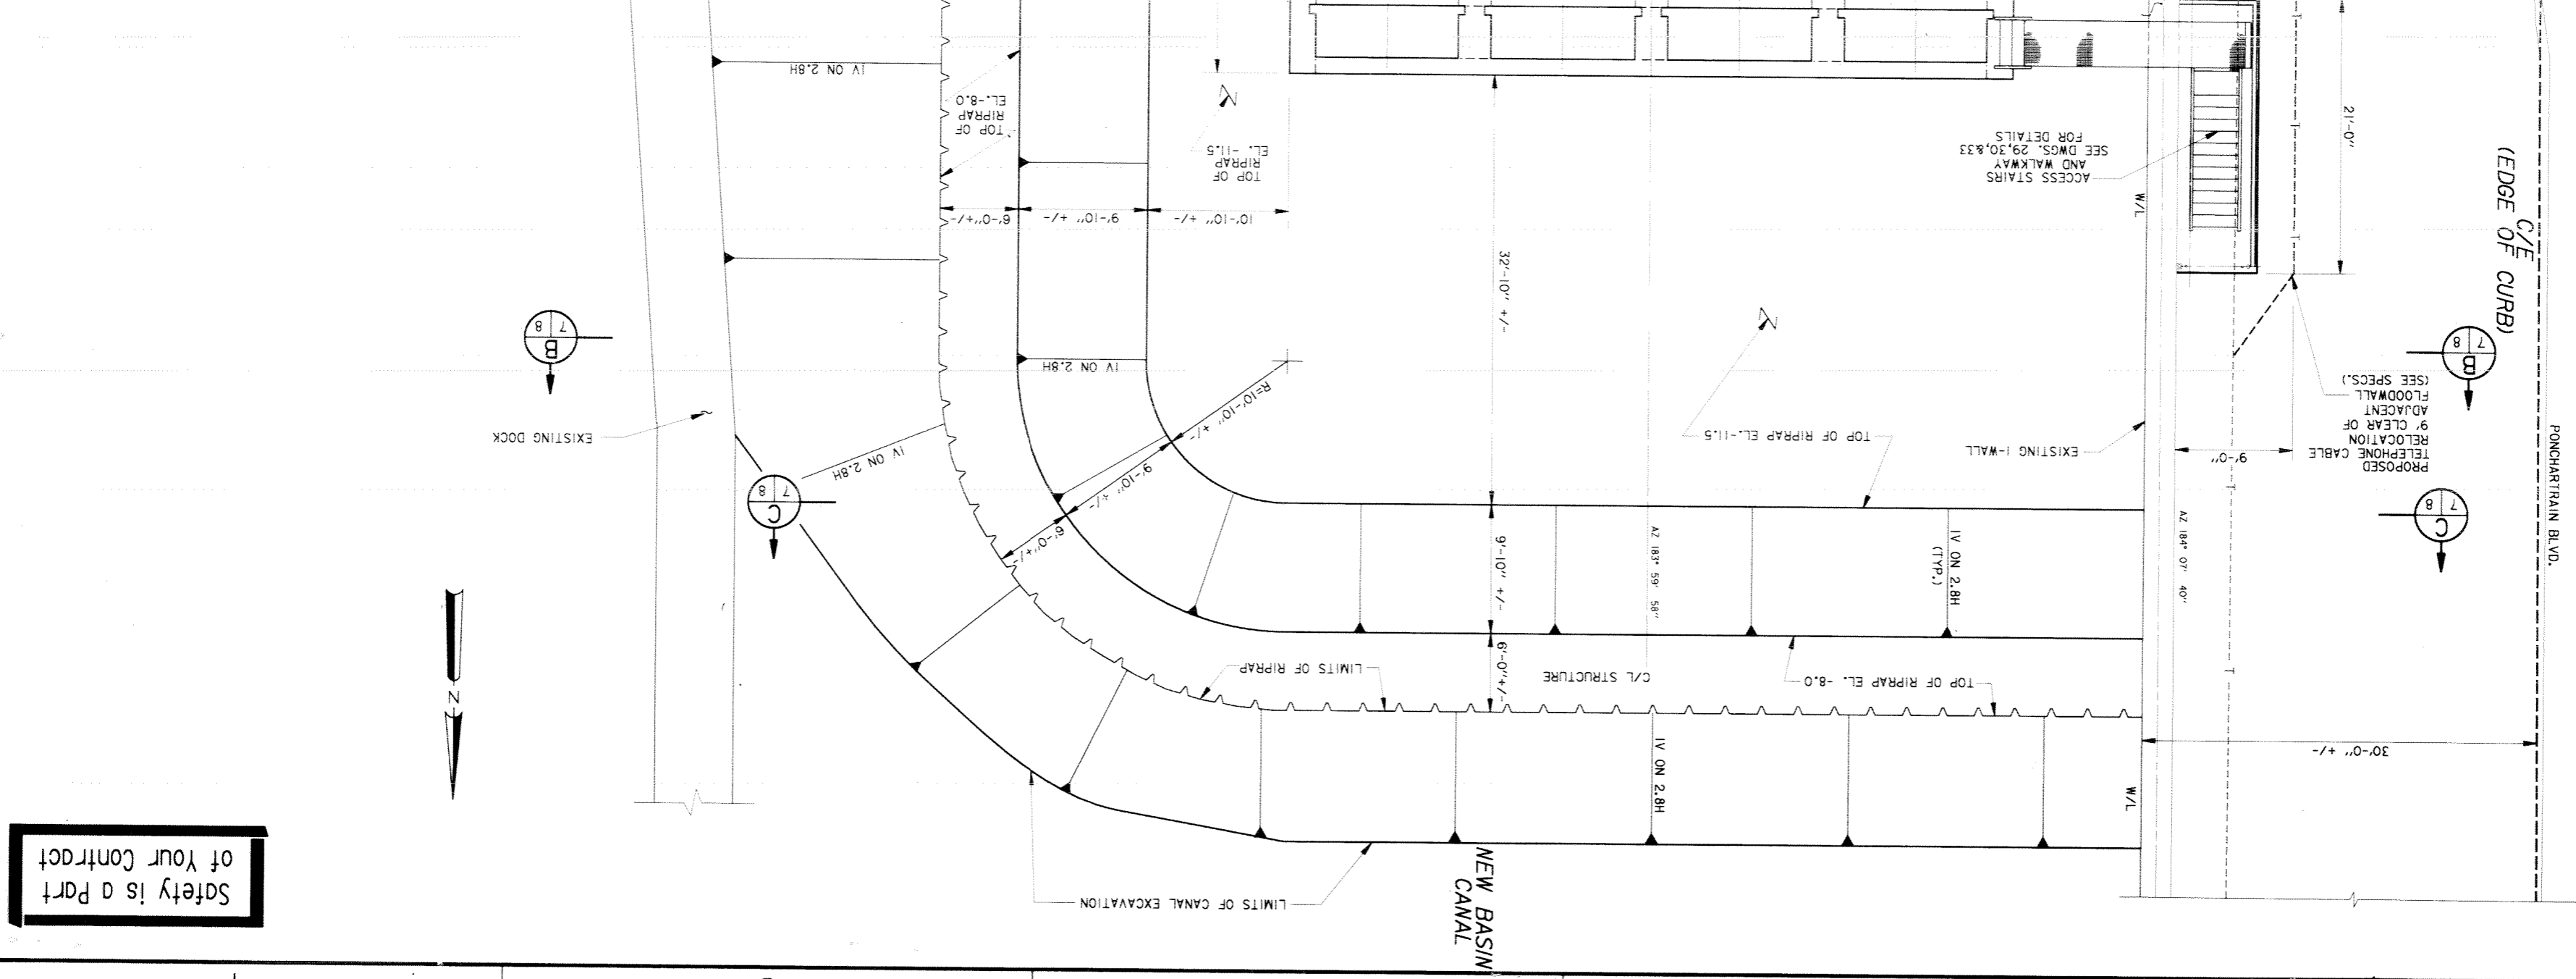 Safety is a Part
of Your Contract
LIMITS OF CANAL EXCAVATION
NEW BASIN
CANAL
30'-0" +/-
W/L
1V ON 2.8H
TOP OF RIPRAP EL. -8.0
C/L STRUCTURE
LIMITS OF RIPRAP
6'-0"+/-
N
1V ON 2.8H
(TYP.)
AZ 183° 59' 58"
AZ 184° 07' 40"
9'-10" +/-
6'-0"+/-
9'-10" +/-
R=10'-10" +/-
C
7
8
C
7
8
PONCHARTRAIN BLVD.
PROPOSED
TELEPHONE CABLE
RELOCATION
9' CLEAR OF
ADJACENT
FLOODWALL
(SEE SPECS.)
9'-0"
EXISTING I-WALL
TOP OF RIPRAP EL.-11.5
1V ON 2.8H
EXISTING DOCK
1V ON 2.8H
B
7
8
B
7
8
32'-10" +/-
C/E
(EDGE OF CURB)
W/L
10'-10" +/-
9'-10" +/-
6'-0"+/-
ACCESS STAIRS
AND WALKWAY
SEE DWGS. 29,30,&33
FOR DETAILS
TOP OF
RIPRAP
EL. -11.5
TOP OF
RIPRAP
EL.-8.0
21'-0"
1V ON 2.8H